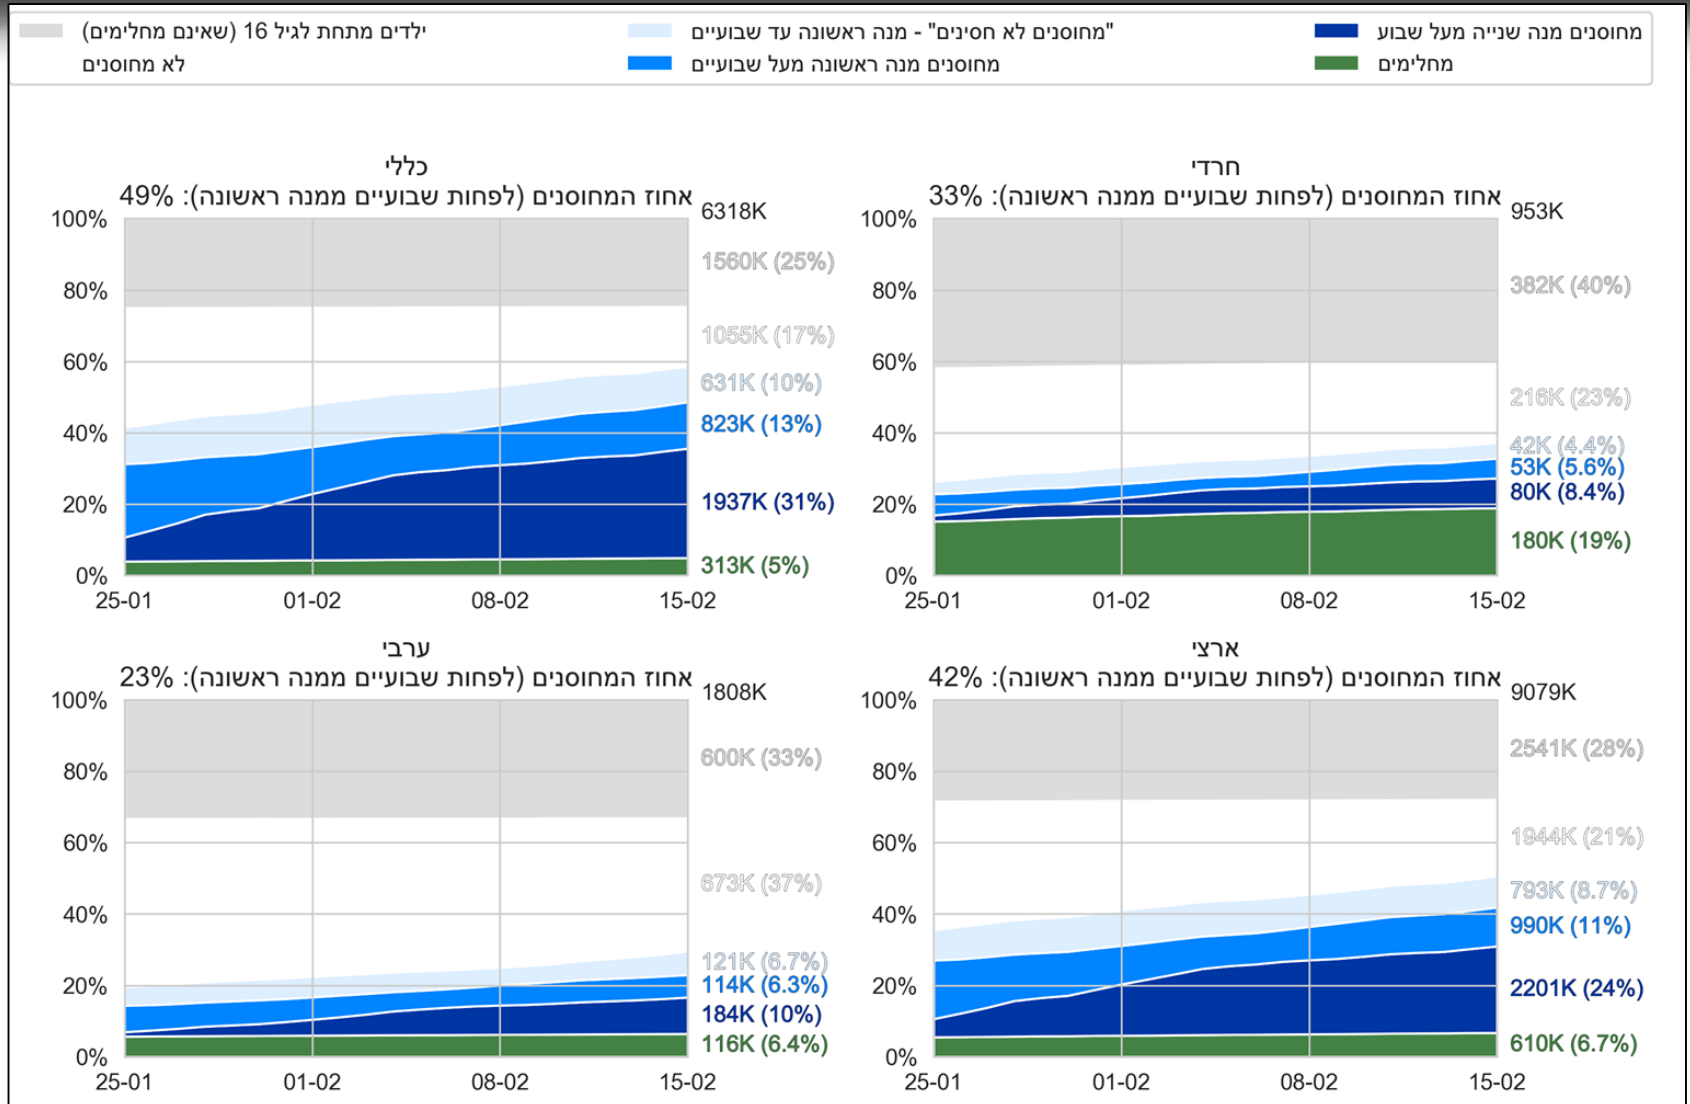 מחוסנים מנה שנייה מעל שבוע
מחלימים
"מחוסנים לא חסינים" - מנה ראשונה עד שבועיים
מחוסנים מנה ראשונה מעל שבועיים
ילדים מתחת לגיל 16 (שאינם מחלימים)
לא מחוסנים
חרדי
אחוז המחוסנים (לפחות שבועיים ממנה ראשונה): 33%
953K
100%
80%
60%
40%
20%
0%
382K (40%)
216K (23%)
42K (4.4%)
53K (5.6%)
80K (8.4%)
180K (19%)
25-01
01-02
08-02
15-02
כללי
אחוז המחוסנים (לפחות שבועיים ממנה ראשונה): 49%
6318K
100%
80%
60%
40%
20%
0%
1560K (25%)
1055K (17%)
631K (10%)
823K (13%)
1937K (31%)
313K (5%)
25-01
01-02
08-02
15-02
ארצי
אחוז המחוסנים (לפחות שבועיים ממנה ראשונה): 42%
9079K
100%
80%
60%
40%
20%
0%
2541K (28%)
1944K (21%)
793K (8.7%)
990K (11%)
2201K (24%)
610K (6.7%)
25-01
01-02
08-02
15-02
ערבי
אחוז המחוסנים (לפחות שבועיים ממנה ראשונה): 23%
1808K
100%
80%
60%
40%
20%
0%
600K (33%)
673K (37%)
121K (6.7%)
114K (6.3%)
184K (10%)
116K (6.4%)
25-01
01-02
08-02
15-02